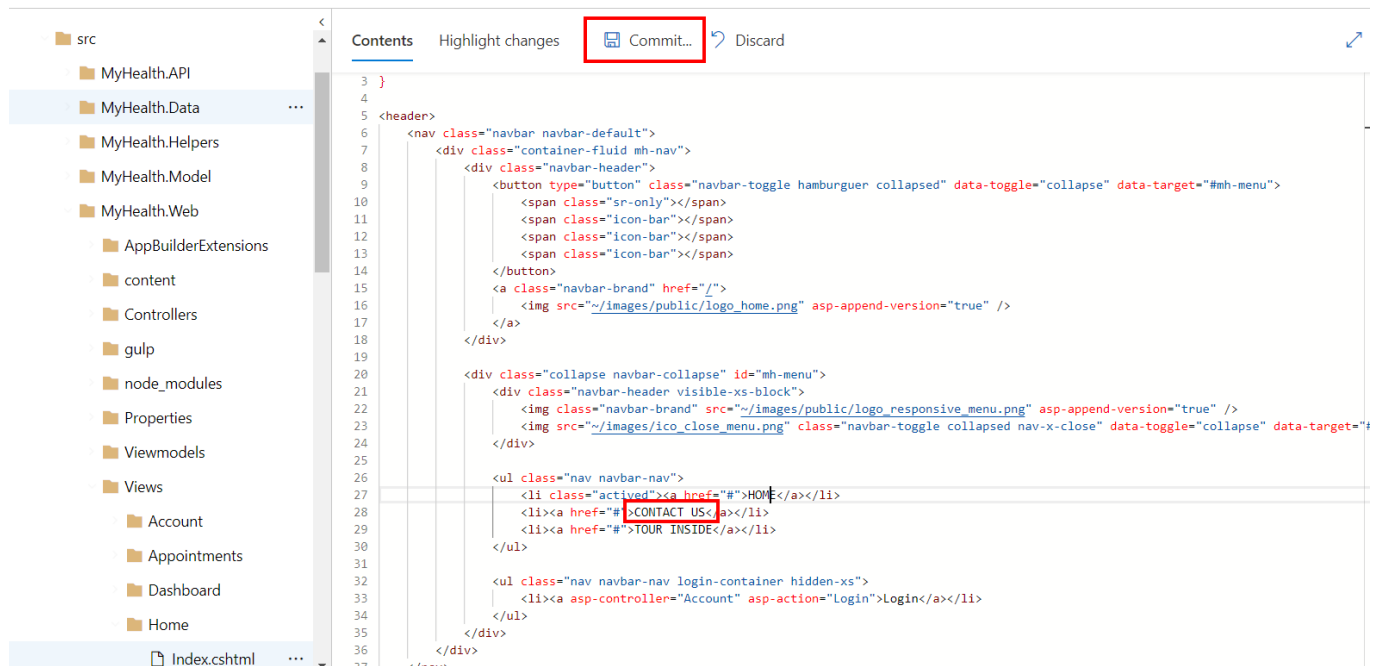 src
MyHealth.API
MyHealth.Data ...
MyHealth.Helpers
MyHealth.Model
MyHealth.Web
AppBuilderExtensions
content
Controllers
gulp
node_modules
Properties
Viewmodels
Views
Account
Appointments
Dashboard
Home
Index.cshtml ...
Contents Highlight changes Commit... Discard
3 }
4
5 <header>
6 <nav class="navbar navbar-default">
7 <div class="container-fluid mh-nav">
8 <div class="navbar-header">
9 <button type="button" class="navbar-toggle hamburguer collapsed" data-toggle="collapse" data-target="#mh-menu">
10 <span class="sr-only"></span>
11 <span class="icon-bar"></span>
12 <span class="icon-bar"></span>
13 <span class="icon-bar"></span>
14 </button>
15 <a class="navbar-brand" href="/">
16 <img src="~/images/public/logo_home.png" asp-append-version="true" />
17 </a>
18 </div>
19
20 <div class="collapse navbar-collapse" id="mh-menu">
21 <div class="navbar-header visible-xs-block">
22 <img class="navbar-brand" src="~/images/public/logo_responsive_menu.png" asp-append-version="true" />
23 <img src="~/images/ico_close_menu.png" class="navbar-toggle collapsed nav-x-close" data-toggle="collapse" data-target="#
24 </div>
25
26 <ul class="nav navbar-nav">
27 <li class="actived"><a href="#">HOME</a></li>
28 <li><a href="#">CONTACT US</a></li>
29 <li><a href="#">TOUR INSIDE</a></li>
30 </ul>
31
32 <ul class="nav navbar-nav login-container hidden-xs">
33 <li><a asp-controller="Account" asp-action="Login">Login</a></li>
34 </ul>
35 </div>
36 </div>
37 </nav>